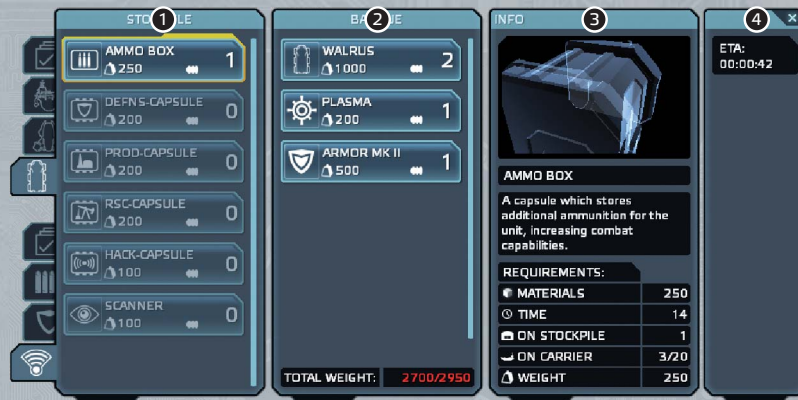 1
AMMO BOX
250
1
DEFNS-CAPSULE
200
0
PROD-CAPSULE
200
0
RSC-CAPSULE
200
0
HACK-CAPSULE
100
0
SCANNER
100
0
2
WALRUS
1000
2
PLASMA
200
1
ARMOR MK II
500
1
TOTAL WEIGHT: 2700/2950
INFO
3
AMMO BOX
A capsule which stores
additional ammunition for the
unit, increasing combat
capabilities.
REQUIREMENTS:
MATERIALS 250
TIME 14
ON STOCKPILE 1
ON CARRIER 3/20
WEIGHT 250
4
X
ETA:
00:00:42